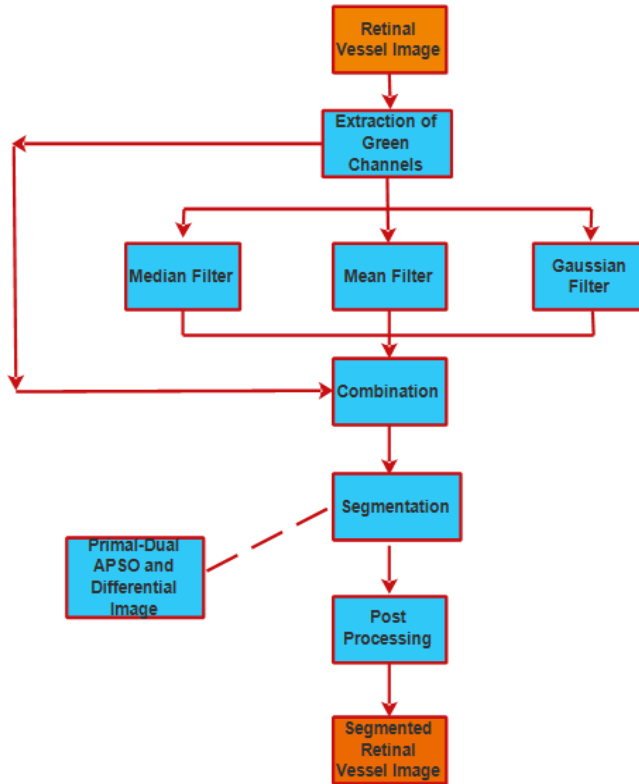 Retinal
Vessel Image
Extraction of
Green
Channels
Median Filter
Mean Filter
Gaussian
Filter
Combination
Segmentation
Primal-Dual
APSO and
Differential
Image
Post
Processing
Segmented
Retinal
Vessel Image